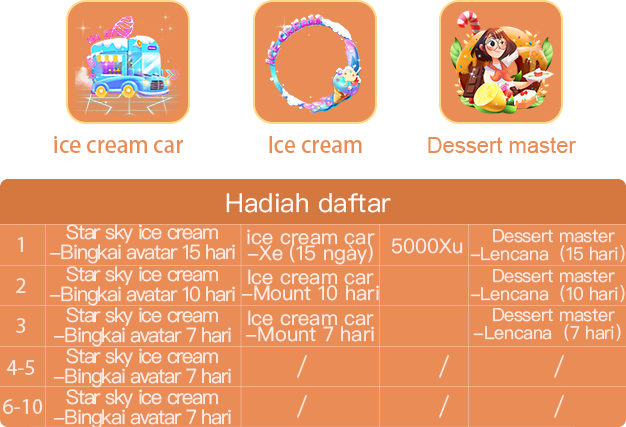 ice cream car
Ice cream
Dessert master
Hadiah daftar
1
Star sky ice cream
–Bingkai avatar 15 hari
ice cream car
–Xe (15 ngày)
5000Xu
Dessert master
–Lencana (15 hari)
2
Star sky ice cream
–Bingkai avatar 10 hari
Ice cream car
–Mount 10 hari
Dessert master
–Lencana (10 hari)
3
Star sky ice cream
–Bingkai avatar 7 hari
Ice cream car
–Mount 7 hari
Dessert master
–Lencana (7 hari)
4-5
Star sky ice cream
–Bingkai avatar 7 hari
/
/
/
6-10
Star sky ice cream
–Bingkai avatar 7 hari
/
/
/